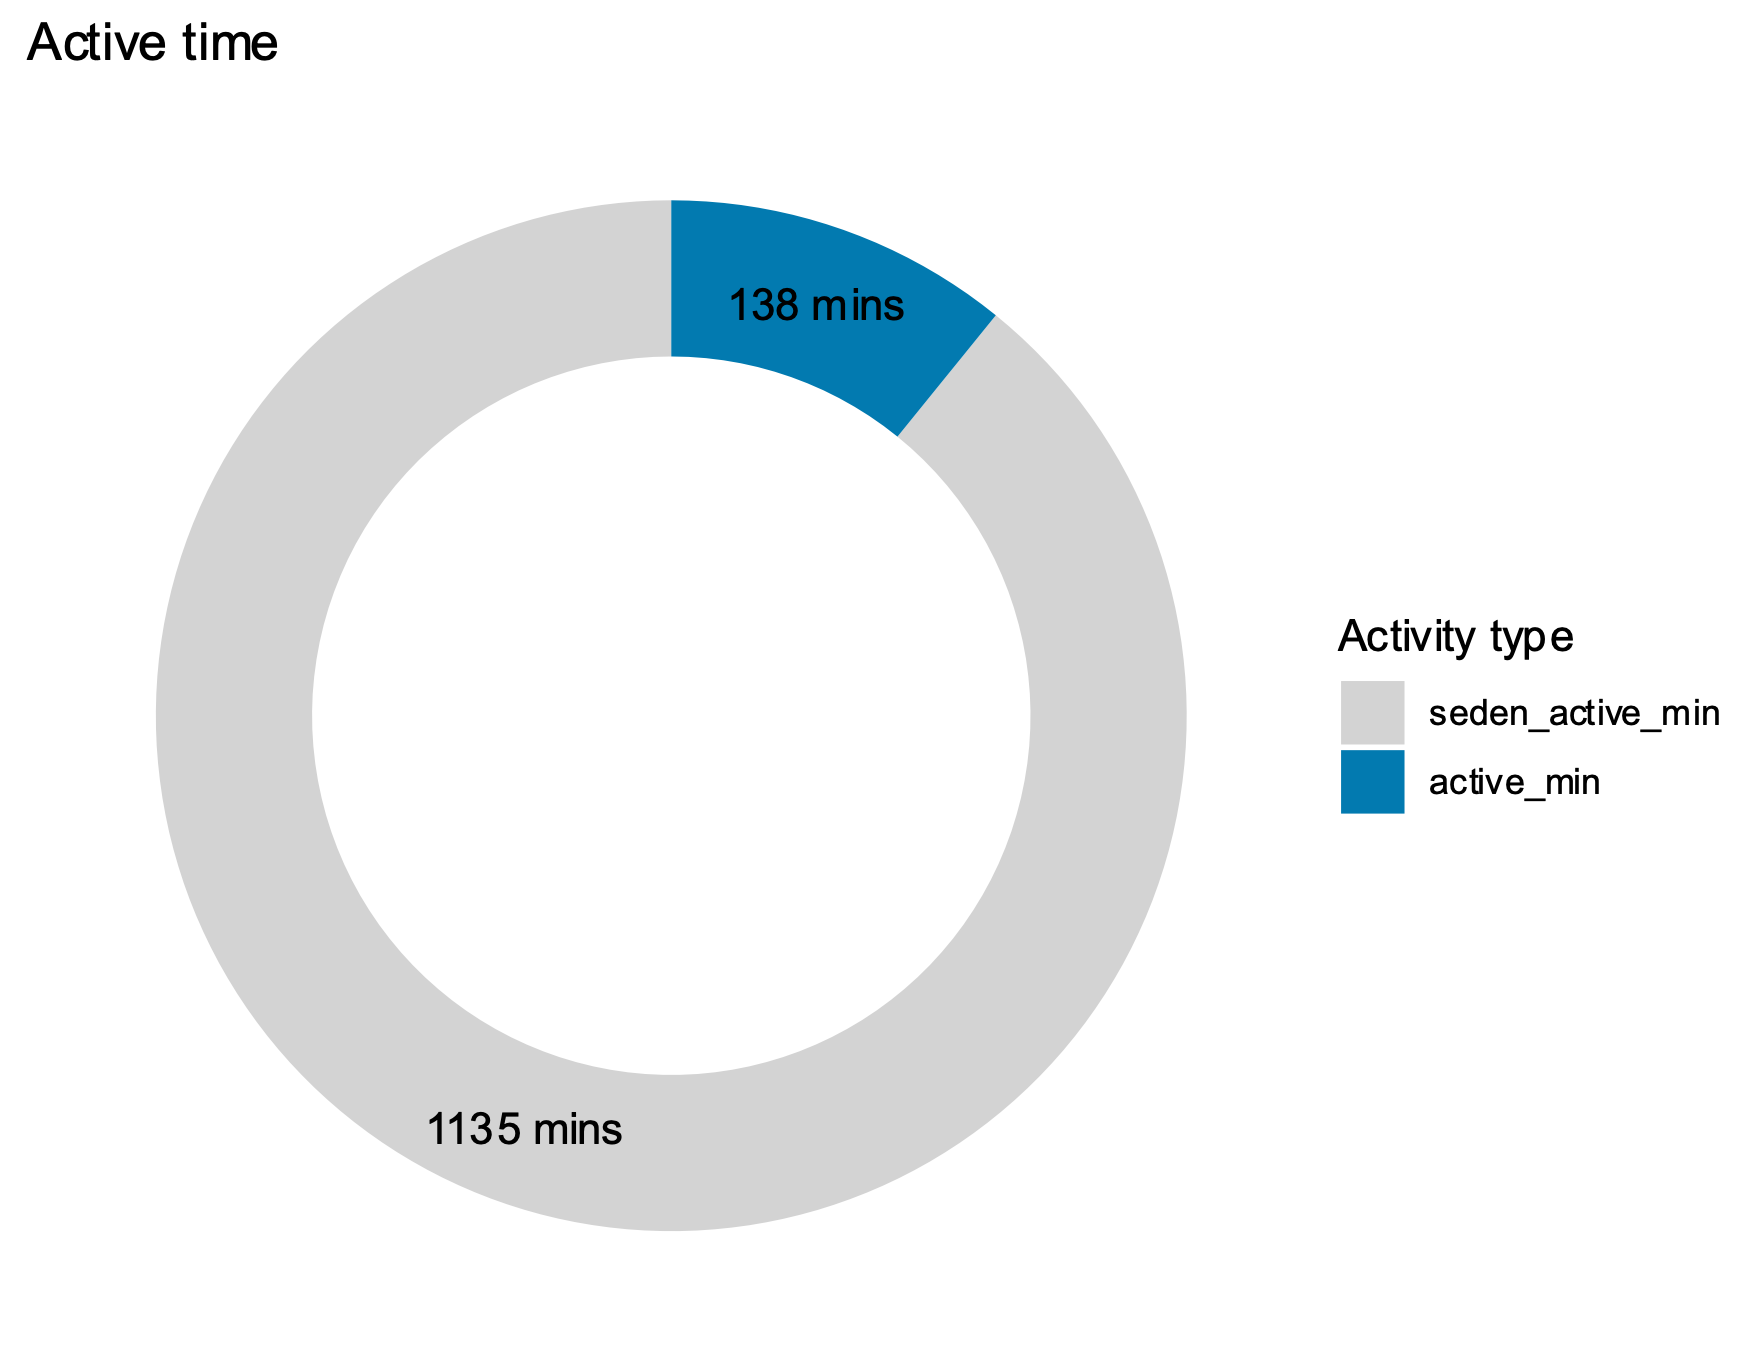 Active time
138 mins
1135 mins
Activity type
seden_active_min
active_min